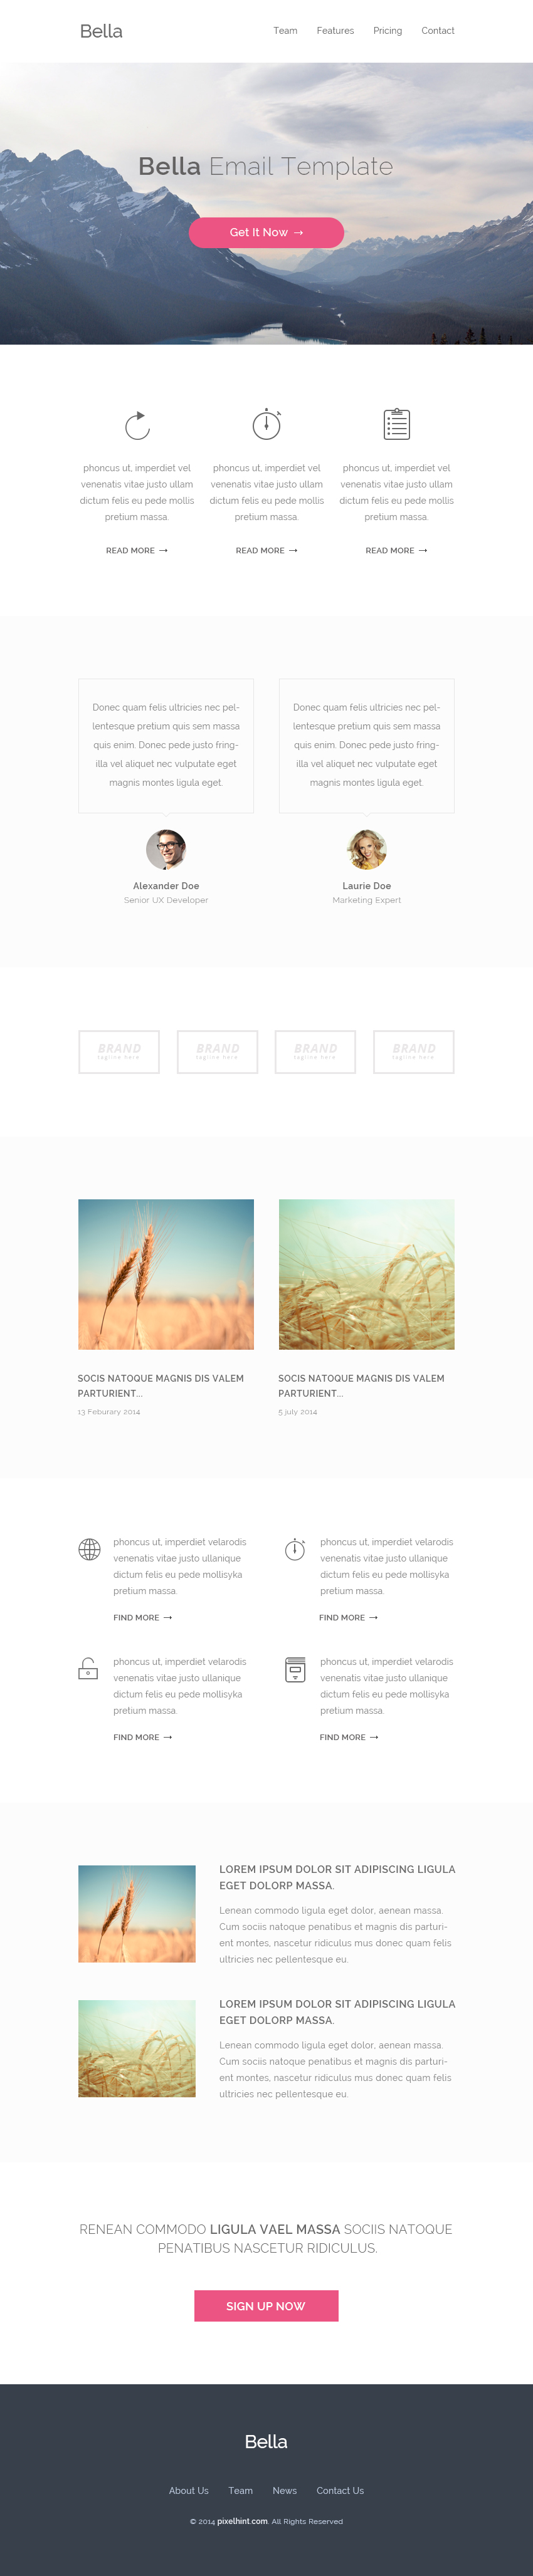 Bella
Team Features Pricing Contact
Bella Email Template
Get It Now →
phoncus ut, imperdiet vel
venenatis vitae justo ullam
dictum felis eu pede mollis
pretium massa.
READ MORE →
phoncus ut, imperdiet vel
venenatis vitae justo ullam
dictum felis eu pede mollis
pretium massa.
READ MORE →
phoncus ut, imperdiet vel
venenatis vitae justo ullam
dictum felis eu pede mollis
pretium massa.
READ MORE →
Donec quam felis ultricies nec pel-
lentesque pretium quis sem massa
quis enim. Donec pede justo fring-
illa vel aliquet nec vulputate eget
magnis montes ligula eget.
Alexander Doe
Senior UX Developer
Donec quam felis ultricies nec pel-
lentesque pretium quis sem massa
quis enim. Donec pede justo fring-
illa vel aliquet nec vulputate eget
magnis montes ligula eget.
Laurie Doe
Marketing Expert
BRAND
tagline here
BRAND
tagline here
BRAND
tagline here
BRAND
tagline here
SOCIS NATOQUE MAGNIS DIS VALEM
PARTURIENT...
13 Feburary 2014
SOCIS NATOQUE MAGNIS DIS VALEM
PARTURIENT...
5 july 2014
phoncus ut, imperdiet velarodis
venenatis vitae justo ullanique
dictum felis eu pede mollisyka
pretium massa.
FIND MORE →
phoncus ut, imperdiet velarodis
venenatis vitae justo ullanique
dictum felis eu pede mollisyka
pretium massa.
FIND MORE →
phoncus ut, imperdiet velarodis
venenatis vitae justo ullanique
dictum felis eu pede mollisyka
pretium massa.
FIND MORE →
phoncus ut, imperdiet velarodis
venenatis vitae justo ullanique
dictum felis eu pede mollisyka
pretium massa.
FIND MORE →
LOREM IPSUM DOLOR SIT ADIPISCING LIGULA
EGET DOLORP MASSA.
Lenean commodo ligula eget dolor, aenean massa.
Cum sociis natoque penatibus et magnis dis parturi-
ent montes, nascetur ridiculus mus donec quam felis
ultricies nec pellentesque eu.
LOREM IPSUM DOLOR SIT ADIPISCING LIGULA
EGET DOLORP MASSA.
Lenean commodo ligula eget dolor, aenean massa.
Cum sociis natoque penatibus et magnis dis parturi-
ent montes, nascetur ridiculus mus donec quam felis
ultricies nec pellentesque eu.
RENEAN COMMODO LIGULA VAEL MASSA SOCIIS NATOQUE
PENATIBUS NASCETUR RIDICULUS.
SIGN UP NOW
Bella
About Us Team News Contact Us
© 2014 pixelhint.com. All Rights Reserved